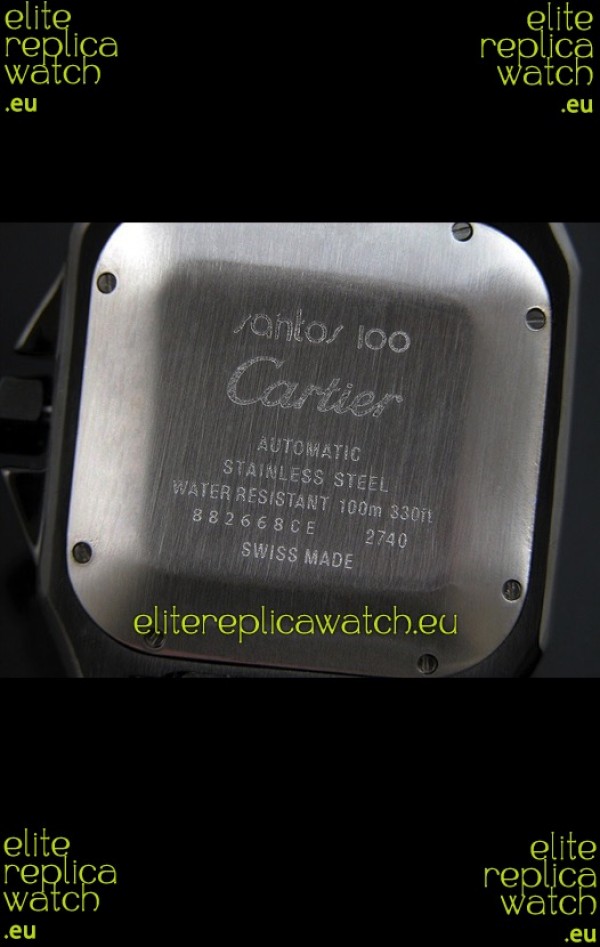 elite
replica
watch
.eu
elite
replica
watch
.eu
santos 100
Cartier
AUTOMATIC
STAINLESS STEEL
WATER RESISTANT 100m 330ft
882668CE 2740
SWISS MADE
elitereplicawatch.eu
elite
replica
watch
.eu
elite
replica
watch
.eu